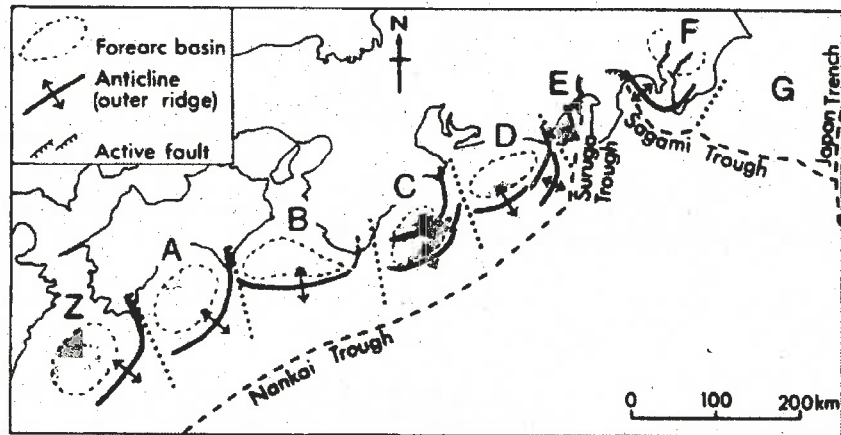 Forearc basin
Anticline
(outer ridge)
Active fault
N
F
E
G
D
C
B
A
Z
Sagami Trough
Japan Trench
Suruga
Trough
Nankai Trough
0 100 200km